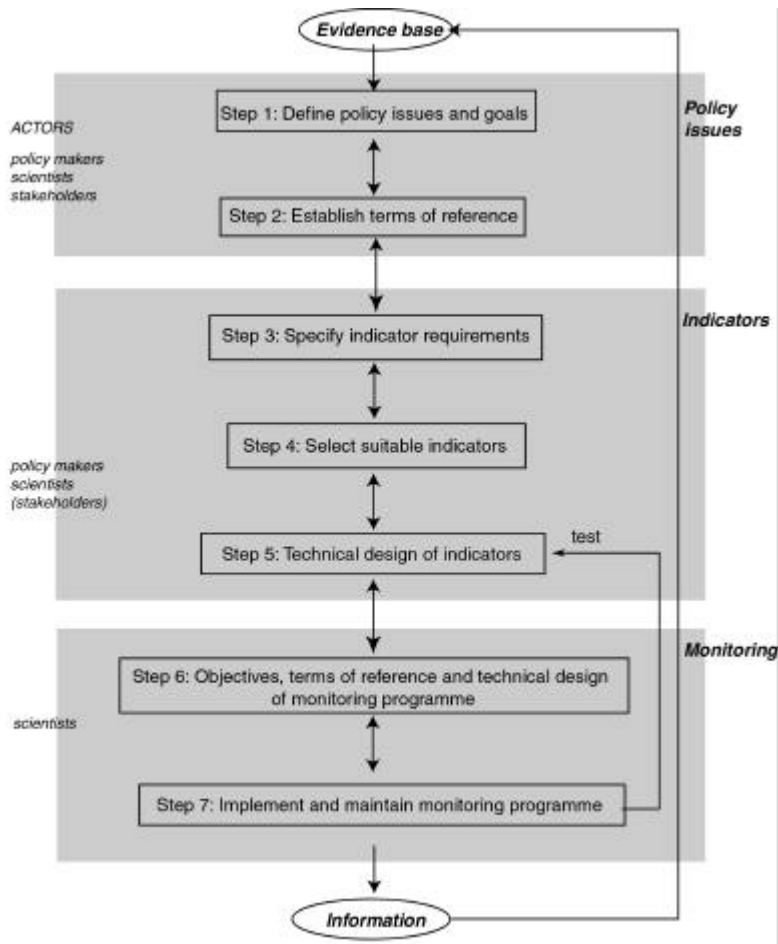 Evidence base
Step 1: Define policy issues and goals
Policy
issues
ACTORS
policy makers
scientists
stakeholders
Step 2: Establish terms of reference
Indicators
Step 3: Specify indicator requirements
Step 4: Select suitable indicators
policy makers
scientists
(stakeholders)
test
Step 5: Technical design of indicators
Monitoring
Step 6: Objectives, terms of reference and technical design
of monitoring programme
scientists
Step 7: Implement and maintain monitoring programme
Information